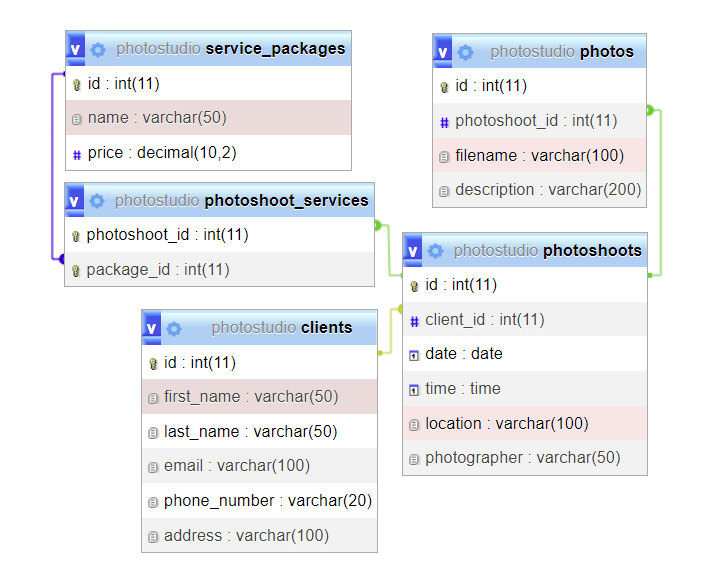 photostudio service_packages
id : int(11)
name : varchar(50)
price : decimal(10,2)
photostudio photos
id : int(11)
photoshoot_id : int(11)
filename : varchar(100)
description : varchar(200)
photostudio photoshoot_services
photoshoot_id : int(11)
package_id : int(11)
photostudio photoshoots
id : int(11)
client_id : int(11)
date : date
time : time
location : varchar(100)
photographer : varchar(50)
photostudio clients
id : int(11)
first_name : varchar(50)
last_name : varchar(50)
email : varchar(100)
phone_number : varchar(20)
address : varchar(100)